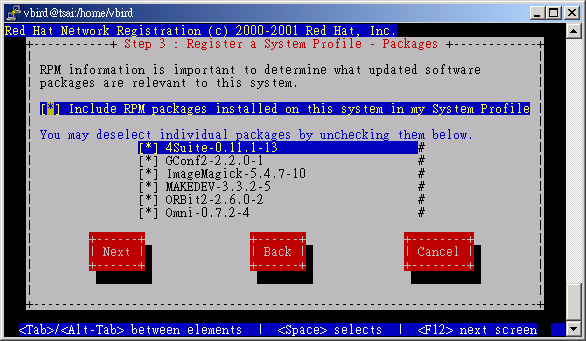 vbird@tsai:/home/vbird
Red Hat Network Registration (c) 2000-2001 Red Hat, Inc.
Step 3 : Register a System Profile - Packages
RPM information is important to determine what updated software
packages are relevant to this system.
[*] Include RPM packages installed on this system in my System Profile
You may deselect individual packages by unchecking them below.
[*] 4Suite-0.11.1-13 #
[*] GConf2-2.2.0-1 #
[*] ImageMagick-5.4.7-10 #
[*] MAKEDEV-3.3.2-5 #
[*] ORBit2-2.6.0-2 #
[*] Omni-0.7.2-4 #
Next Back Cancel
<Tab>/<Alt-Tab> between elements | <Space> selects | <F12> next screen